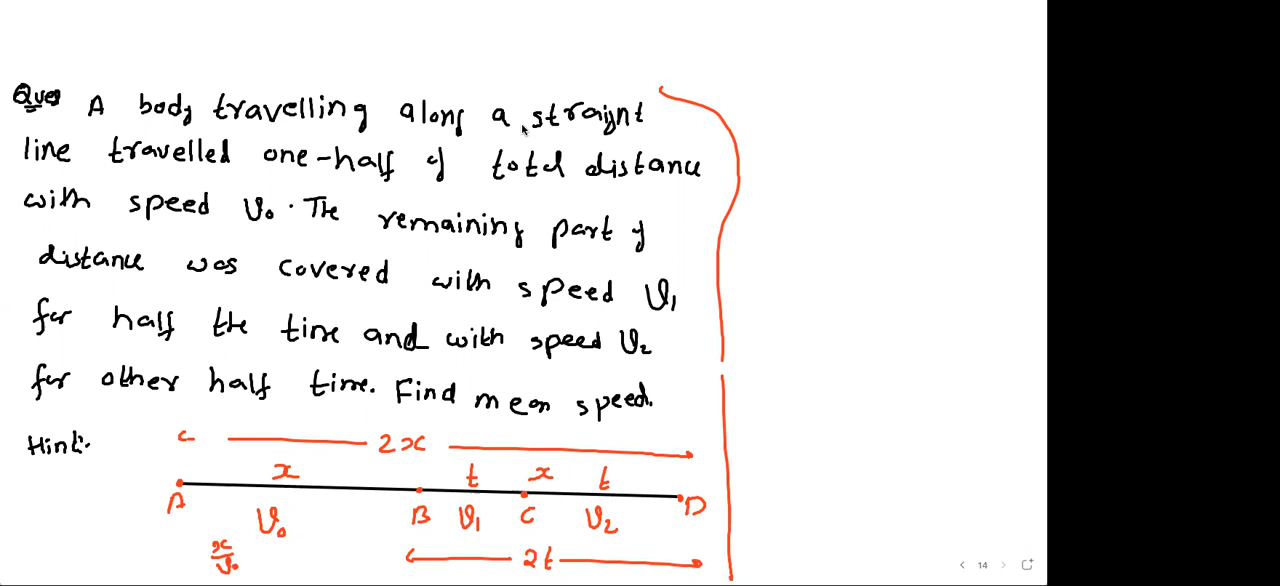 Ques A body travelling along a straight
line travelled one-half of total distance
with speed v₀. The remaining part of
distance was covered with speed v₁
for half the time and with speed v₂
for other half time. Find mean speed.
Hint:
2x
x t x t
A B C D
v₀ v₁ v₂
x/v₀
2t
14